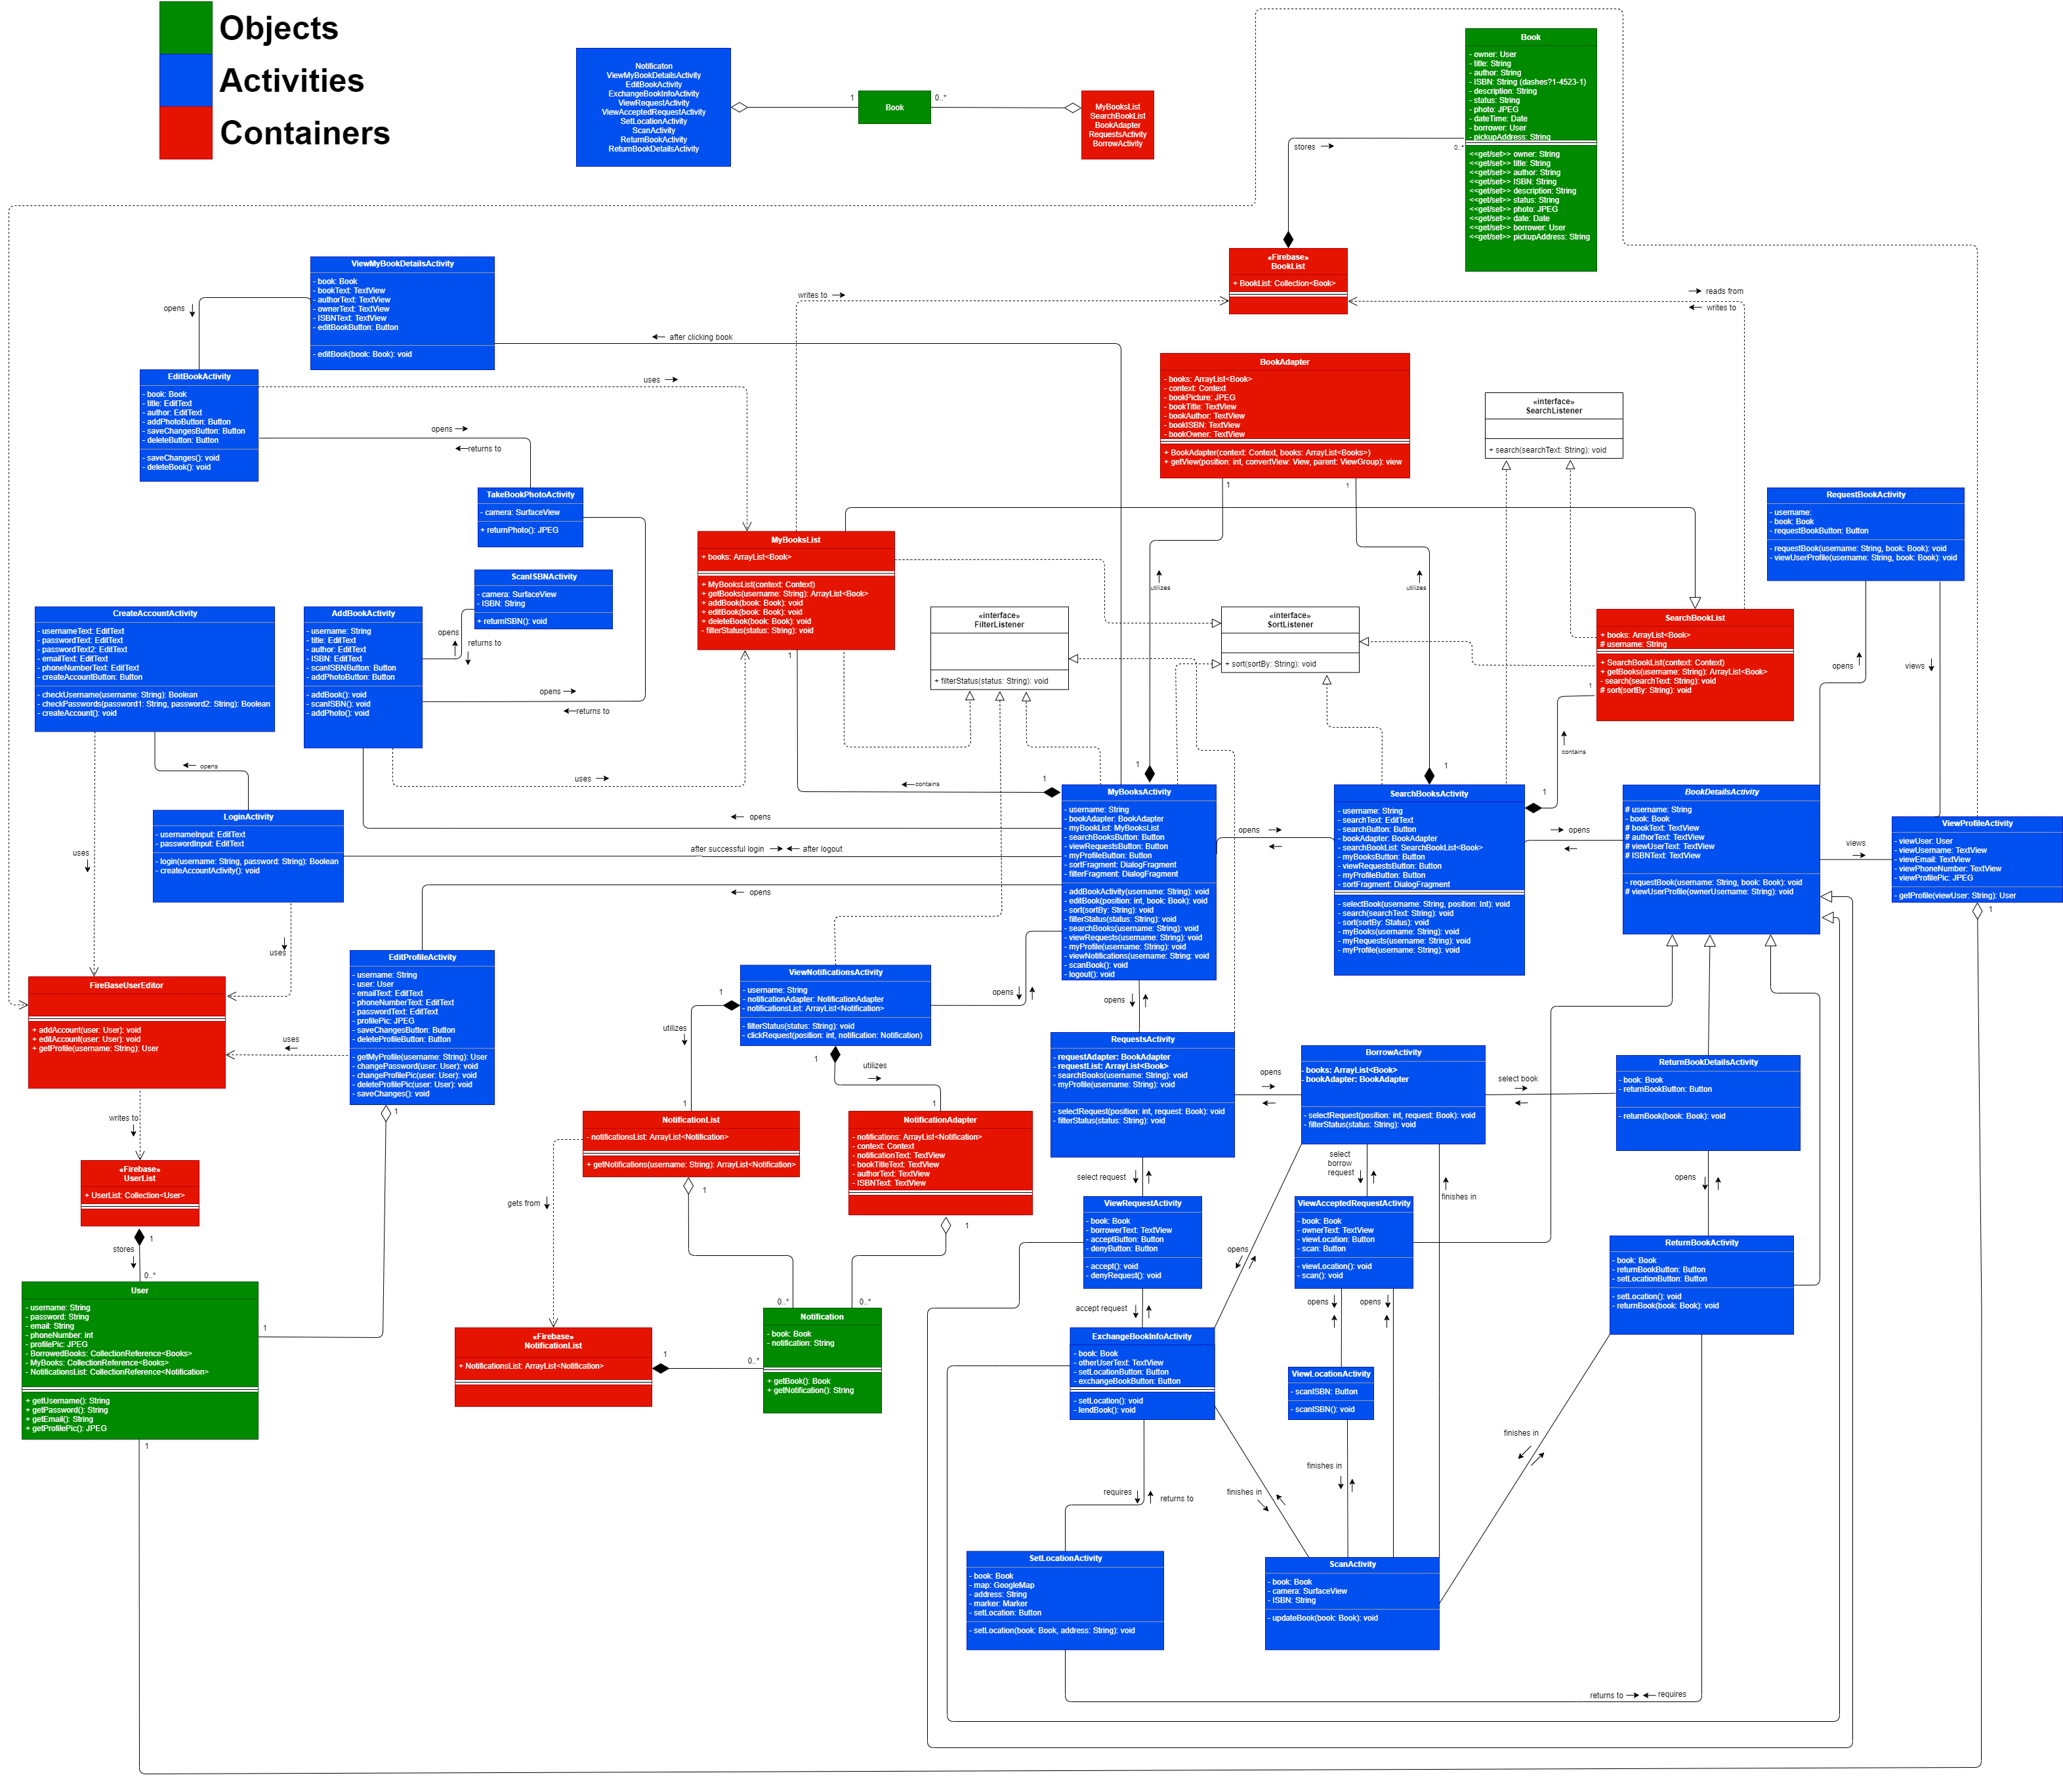 Objects
Activities
Containers
Notificaton
ViewMyBookDetailsActivity
EditBookActivity
ExchangeBookInfoActivity
ViewRequestActivity
ViewAcceptedRequestActivity
SetLocationActivity
ScanActivity
ReturnBookActivity
ReturnBookDetailsActivity
1
Book
0..*
MyBooksList
SearchBookList
BookAdapter
RequestsActivity
BorrowActivity
Book
- owner: User
- title: String
- author: String
- ISBN: String (dashes?1-4523-1)
- description: String
- status: String
- photo: JPEG
- dateTime: Date
- borrower: User
- pickupAddress: String
<<get/set>> owner: String
<<get/set>> title: String
<<get/set>> author: String
<<get/set>> ISBN: String
<<get/set>> description: String
<<get/set>> status: String
<<get/set>> photo: JPEG
<<get/set>> date: Date
<<get/set>> borrower: User
<<get/set>> pickupAddress: String
stores
0..*
«Firebase»
BookList
+ BookList: Collection<Book>
writes to
reads from
writes to
ViewMyBookDetailsActivity
- book: Book
- bookText: TextView
- authorText: TextView
- ownerText: TextView
- ISBNText: TextView
- editBookButton: Button
- editBook(book: Book): void
opens
after clicking book
EditBookActivity
- book: Book
- title: EditText
- author: EditText
- addPhotoButton: Button
- saveChangesButton: Button
- deleteButton: Button
- saveChanges(): void
- deleteBook(): void
uses
opens
returns to
BookAdapter
- books: ArrayList<Book>
- context: Context
- bookPicture: JPEG
- bookTitle: TextView
- bookAuthor: TextView
- bookISBN: TextView
- bookOwner: TextView
+ BookAdapter(context: Context, books: ArrayList<Books>)
+ getView(position: int, convertView: View, parent: ViewGroup): view
1
1
«interface»
SearchListener
+ search(searchText: String): void
TakeBookPhotoActivity
- camera: SurfaceView
+ returnPhoto(): JPEG
RequestBookActivity
- username:
- book: Book
- requestBookButton: Button
- requestBook(username: String, book: Book): void
- viewUserProfile(username: String, book: Book): void
MyBooksList
+ books: ArrayList<Book>
+ MyBooksList(context: Context)
+ getBooks(username: String): ArrayList<Book>
+ addBook(book: Book): void
+ editBook(book: Book): void
+ deleteBook(book: Book): void
- filterStatus(status: String): void
1
ScanISBNActivity
- camera: SurfaceView
- ISBN: String
+ returnISBN(): void
opens
returns to
utilizes
utilizes
CreateAccountActivity
- usernameText: EditText
- passwordText: EditText
- passwordText2: EditText
- emailText: EditText
- phoneNumberText: EditText
- createAccountButton: Button
- checkUsername(username: String): Boolean
- checkPasswords(password1: String, password2: String): Boolean
- createAccount(): void
AddBookActivity
- username: String
- title: EditText
- author: EditText
- ISBN: EditText
- scanISBNButton: Button
- addPhotoButton: Button
- addBook(): void
- scanISBN(): void
- addPhoto(): void
opens
returns to
«interface»
FilterListener
+ filterStatus(status: String): void
«interface»
SortListener
+ sort(sortBy: String): void
SearchBookList
+ books: ArrayList<Book>
# username: String
+ SearchBookList(context: Context)
+ getBooks(username: String): ArrayList<Book>
- search(searchText: String): void
# sort(sortBy: String): void
1
opens
views
contains
opens
uses
1
1
contains
1
1
LoginActivity
- usernameInput: EditText
- passwordInput: EditText
- login(username: String, password: String): Boolean
- createAccountActivity(): void
opens
after successful login
after logout
opens
uses
uses
MyBooksActivity
- username: String
- bookAdapter: BookAdapter
- myBookList: MyBooksList
- searchBooksButton: Button
- viewRequestsButton: Button
- myProfileButton: Button
- sortFragment: DialogFragment
- filterFragment: DialogFragment
- addBookActivity(username: String): void
- editBook(position: int, book: Book): void
- sort(sortBy: String): void
- filterStatus(status: String): void
- searchBooks(username: String): void
- viewRequests(username: String): void
- myProfile(username: String): void
- viewNotifications(username: String: void
- scanBook(): void
- logout(): void
opens
SearchBooksActivity
- username: String
- searchText: EditText
- searchButton: Button
- bookAdapter: BookAdapter
- searchBookList: SearchBookList<Book>
- myBooksButton: Button
- viewRequestsButton: Button
- myProfileButton: Button
- sortFragment: DialogFragment
- selectBook(username: String, position: Int): void
- search(searchText: String): void
- sort(sortBy: Status): void
- myBooks(username: String): void
- myRequests(username: String): void
- myProfile(username: String): void
opens
BookDetailsActivity
# username: String
- book: Book
# bookText: TextView
# authorText: TextView
# viewUserText: TextView
# ISBNText: TextView
- requestBook(username: String, book: Book): void
# viewUserProfile(ownerUsername: String): void
views
ViewProfileActivity
- viewUser: User
- viewUsername: TextView
- viewEmail: TextView
- viewPhoneNumber: TextView
- viewProfilePic: JPEG
- getProfile(viewUser: String): User
1
FireBaseUserEditor
+ addAccount(user: User): void
+ editAccount(user: User): void
+ getProfile(username: String): User
uses
EditProfileActivity
- username: String
- user: User
- emailText: EditText
- phoneNumberText: EditText
- passwordText: EditText
- profilePic: JPEG
- saveChangesButton: Button
- deleteProfileButton: Button
- getMyProfile(username: String): User
- changePassword(user: User): void
- changeProfilePic(user: User): void
- deleteProfilePic(user: User): void
- saveChanges(): void
1
ViewNotificationsActivity
- username: String
- notificationAdapter: NotificationAdapter
- notificationsList: ArrayList<Notification>
- filterStatus(status: String): void
- clickRequest(position: int, notification: Notification)
1
utilizes
1
utilizes
opens
opens
RequestsActivity
- requestAdapter: BookAdapter
- requestList: ArrayList<Book>
- searchBooks(username: String): void
- myProfile(username: String): void
- selectRequest(position: int, request: Book): void
- filterStatus(status: String): void
opens
BorrowActivity
- books: ArrayList<Book>
- bookAdapter: BookAdapter
- selectRequest(position: int, request: Book): void
- filterStatus(status: String): void
select book
ReturnBookDetailsActivity
- book: Book
- returnBookButton: Button
- returnBook(book: Book): void
writes to
«Firebase»
UserList
+ UserList: Collection<User>
1
stores
0..*
1
NotificationList
- notificationsList: ArrayList<Notification>
+ getNotifications(username: String): ArrayList<Notification>
1
1
NotificationAdapter
- notifications: ArrayList<Notification>
- context: Context
- notificationText: TextView
- bookTitleText: TextView
- authorText: TextView
- ISBNText: TextView
1
gets from
select request
select
borrow
request
finishes in
opens
ViewRequestActivity
- book: Book
- borrowerText: TextView
- acceptButton: Button
- denyButton: Button
- accept(): void
- denyRequest(): void
opens
ViewAcceptedRequestActivity
- book: Book
- ownerText: TextView
- viewLocation: Button
- scan: Button
- viewLocation(): void
- scan(): void
ReturnBookActivity
- book: Book
- returnBookButton: Button
- setLocationButton: Button
- setLocation(): void
- returnBook(book: Book): void
User
- username: String
- password: String
- email: String
- phoneNumber: int
- profilePic: JPEG
- BorrowedBooks: CollectionReference<Books>
- MyBooks: CollectionReference<Books>
- NotificationsList: CollectionReference<Notification>
+ getUsername(): String
+ getPassword(): String
+ getEmail(): String
+ getProfilePic(): JPEG
1
1
«Firebase»
NotificationList
+ NotificationsList: ArrayList<Notification>
1
0..*
0..*
0..*
Notification
- book: Book
- notification: String
+ getBook(): Book
+ getNotification(): String
accept request
opens
opens
ExchangeBookInfoActivity
- book: Book
- otherUserText: TextView
- setLocationButton: Button
- exchangeBookButton: Button
- setLocation(): void
- lendBook(): void
ViewLocationActivity
- scanISBN: Button
- scanISBN(): void
finishes in
finishes in
finishes in
requires
returns to
SetLocationActivity
- book: Book
- map: GoogleMap
- address: String
- marker: Marker
- setLocation: Button
- setLocation(book: Book, address: String): void
ScanActivity
- book: Book
- camera: SurfaceView
- ISBN: String
- updateBook(book: Book): void
returns to
requires